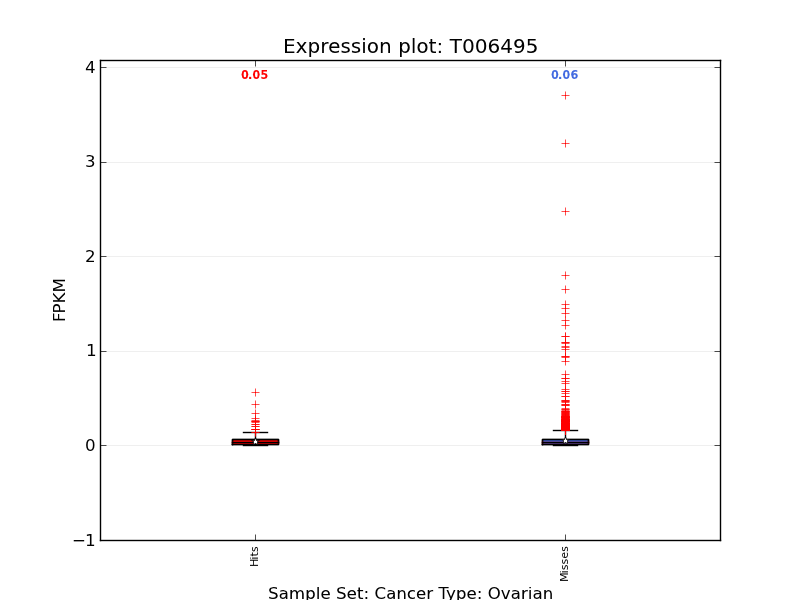 Expression plot: T006495
0.05
0.06
4
3
2
1
0
−1
FPKM
Hits
Misses
Sample Set: Cancer Type: Ovarian